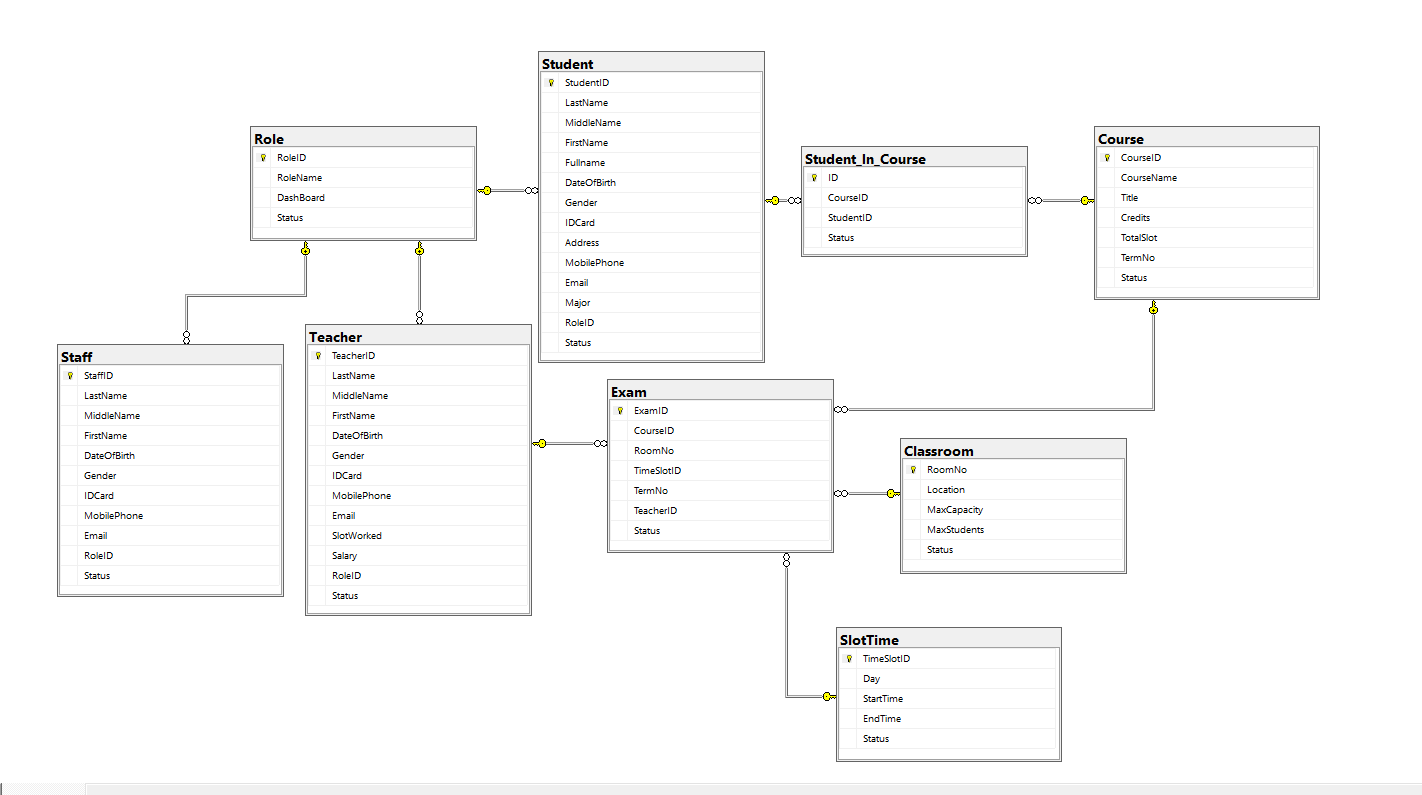 Student
StudentID
LastName
MiddleName
FirstName
Fullname
DateOfBirth
Gender
IDCard
Address
MobilePhone
Email
Major
RoleID
Status
Role
RoleID
RoleName
DashBoard
Status
Student_In_Course
ID
CourseID
StudentID
Status
Course
CourseID
CourseName
Title
Credits
TotalSlot
TermNo
Status
Staff
StaffID
LastName
MiddleName
FirstName
DateOfBirth
Gender
IDCard
MobilePhone
Email
RoleID
Status
Teacher
TeacherID
LastName
MiddleName
FirstName
DateOfBirth
Gender
IDCard
MobilePhone
Email
SlotWorked
Salary
RoleID
Status
Exam
ExamID
CourseID
RoomNo
TimeSlotID
TermNo
TeacherID
Status
Classroom
RoomNo
Location
MaxCapacity
MaxStudents
Status
SlotTime
TimeSlotID
Day
StartTime
EndTime
Status